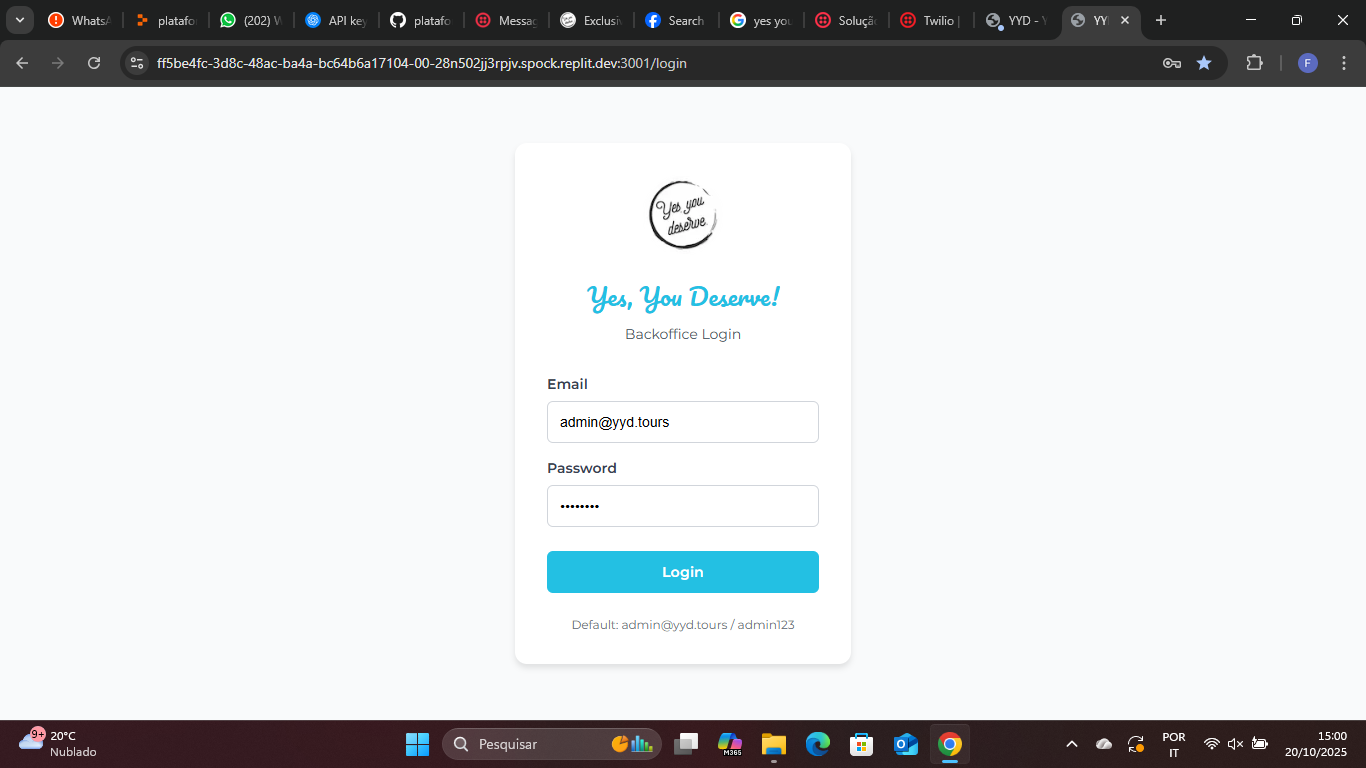 WhatsA
platafo
(202) W
API key
platafo
Messag
Exclusiv
Search
yes you
Soluçã
Twilio |
YYD - Y
YY
ff5be4fc-3d8c-48ac-ba4a-bc64b6a17104-00-28n502jj3rpjv.spock.replit.dev:3001/login
F
Yes you
deserve
Yes, You Deserve!
Backoffice Login
Email
admin@yyd.tours
Password
••••••••
Login
Default: admin@yyd.tours / admin123
9+
20°C
Nublado
Pesquisar
M365
POR
IT
15:00
20/10/2025